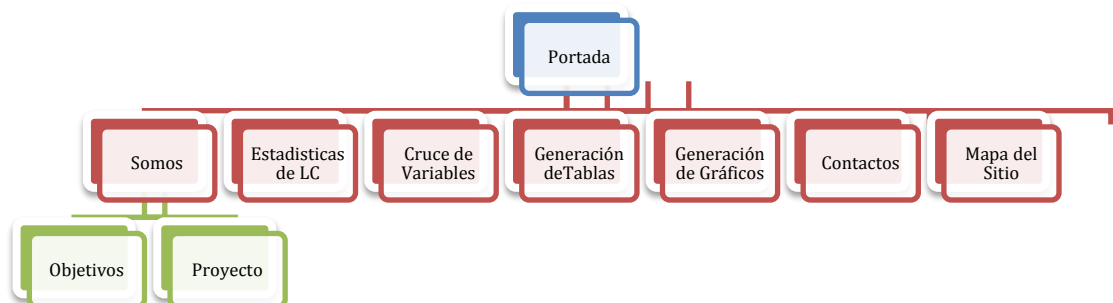 Portada
Somos
Estadisticas
de LC
Cruce de
Variables
Generación
deTablas
Generación
de Gráficos
Contactos
Mapa del
Sitio
Objetivos
Proyecto